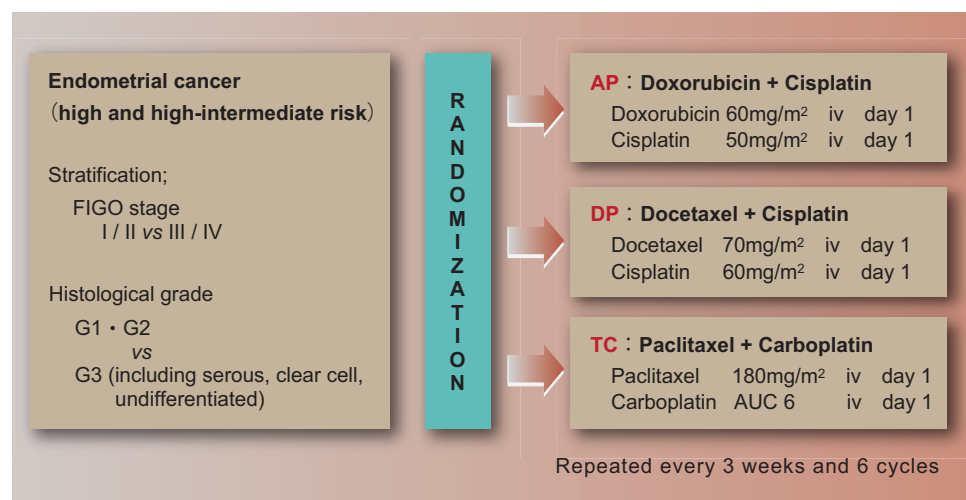 Endometrial cancer
（high and high-intermediate risk）
Stratification;
FIGO stage
I / II vs III / IV
Histological grade
G1・G2
vs
G3 (including serous, clear cell,
undifferentiated)
RANDOMIZATION
AP：Doxorubicin + Cisplatin
Doxorubicin 60mg/m² iv day 1
Cisplatin 50mg/m² iv day 1
DP：Docetaxel + Cisplatin
Docetaxel 70mg/m² iv day 1
Cisplatin 60mg/m² iv day 1
TC：Paclitaxel + Carboplatin
Paclitaxel 180mg/m² iv day 1
Carboplatin AUC 6 iv day 1
Repeated every 3 weeks and 6 cycles